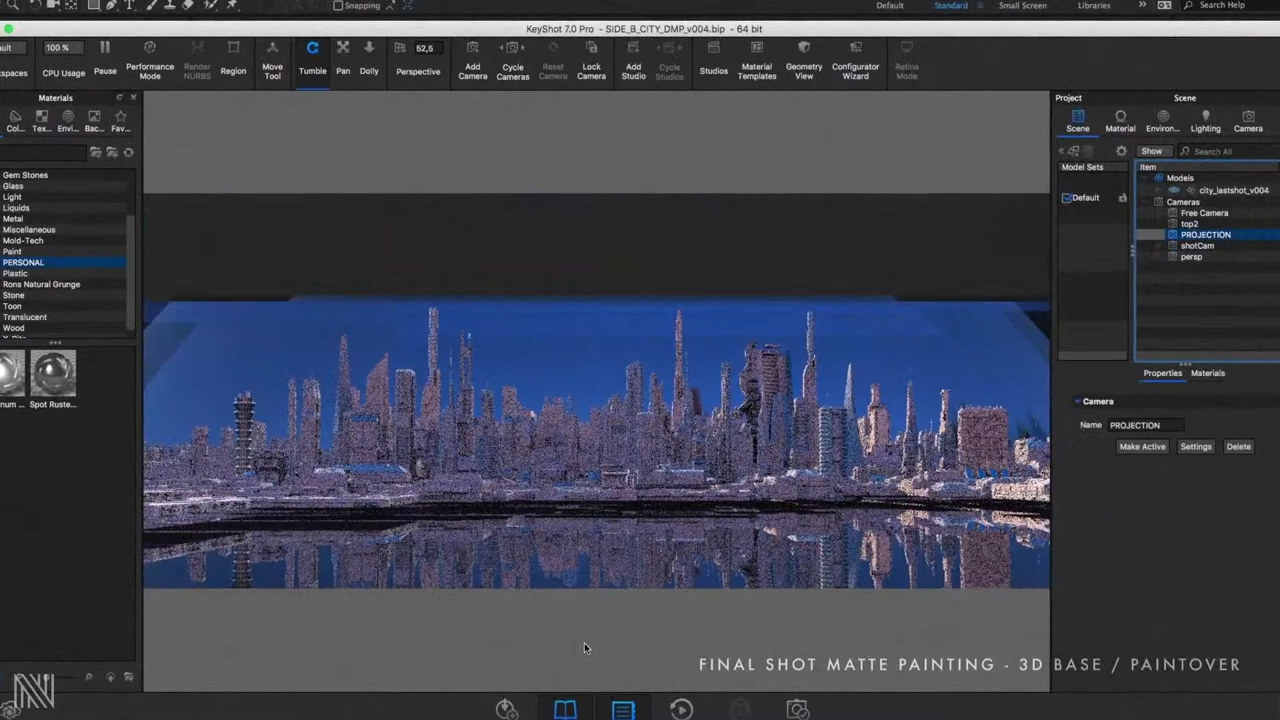 Snapping
Default
Standard
Small Screen
Libraries
Search Help
KeyShot 7.0 Pro - SIDE_B_CITY_DMP_v004.bip - 64 bit
100 %
52,5
CPU Usage
Pause
Performance Mode
Render NURBS
Region
Move Tool
Tumble
Pan
Dolly
Perspective
Add Camera
Cycle Cameras
Reset Camera
Lock Camera
Add Studio
Cycle Studios
Studios
Material Templates
Geometry View
Configurator Wizard
Retina Mode
Materials
Col...
Tex...
Envi...
Bac...
Fav...
Gem Stones
Glass
Light
Liquids
Metal
Miscellaneous
Mold-Tech
Paint
PERSONAL
Plastic
Rons Natural Grunge
Stone
Toon
Translucent
Wood
Spot Ruste...
Project
Scene
Scene
Material
Environ...
Lighting
Camera
Show
Search All
Model Sets
Default
Item
Models
city_lastshot_v004
Cameras
Free Camera
top2
PROJECTION
shotCam
persp
Properties
Materials
Camera
Name
PROJECTION
Make Active
Settings
Delete
FINAL SHOT MATTE PAINTING - 3D BASE / PAINTOVER